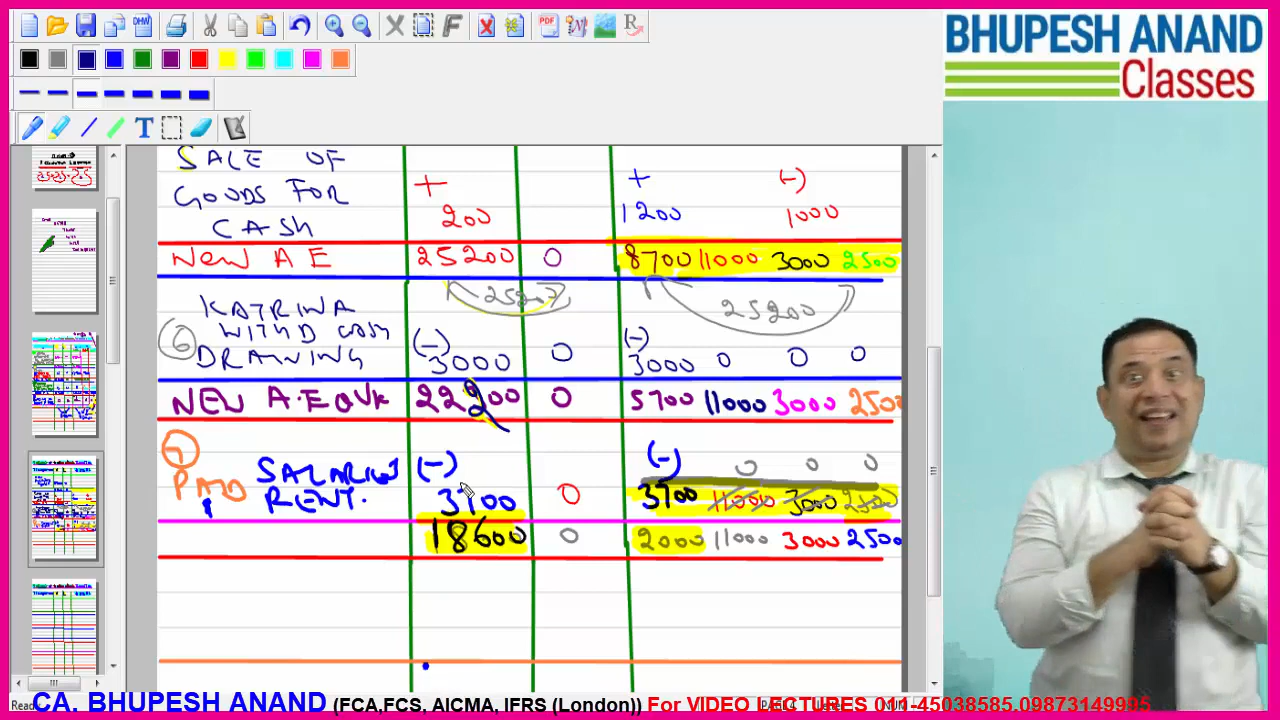 BHUPESH ANAND
Classes
SALE OF
GOODS FOR
CASH
+
200
+
1200
(-)
1000
NEW A E
25200 0
8700 11000 3000 2500
25200
25200
6
KATRINA
WITHD CASH
DRAWING
(-)
3000 0
(-)
3000 0 0 0
NEW A.E
22200 0
5700 11000 3000 2500
7
PAID
SALARIES
RENT.
(-)
0
(-)
0 0 0
3700 3000 2500
18600 0
2000 11000 3000 2500
CA. BHUPESH ANAND (FCA,FCS, AICMA, IFRS (London)) For VIDEO LECTURES 011-45038585,09873149995